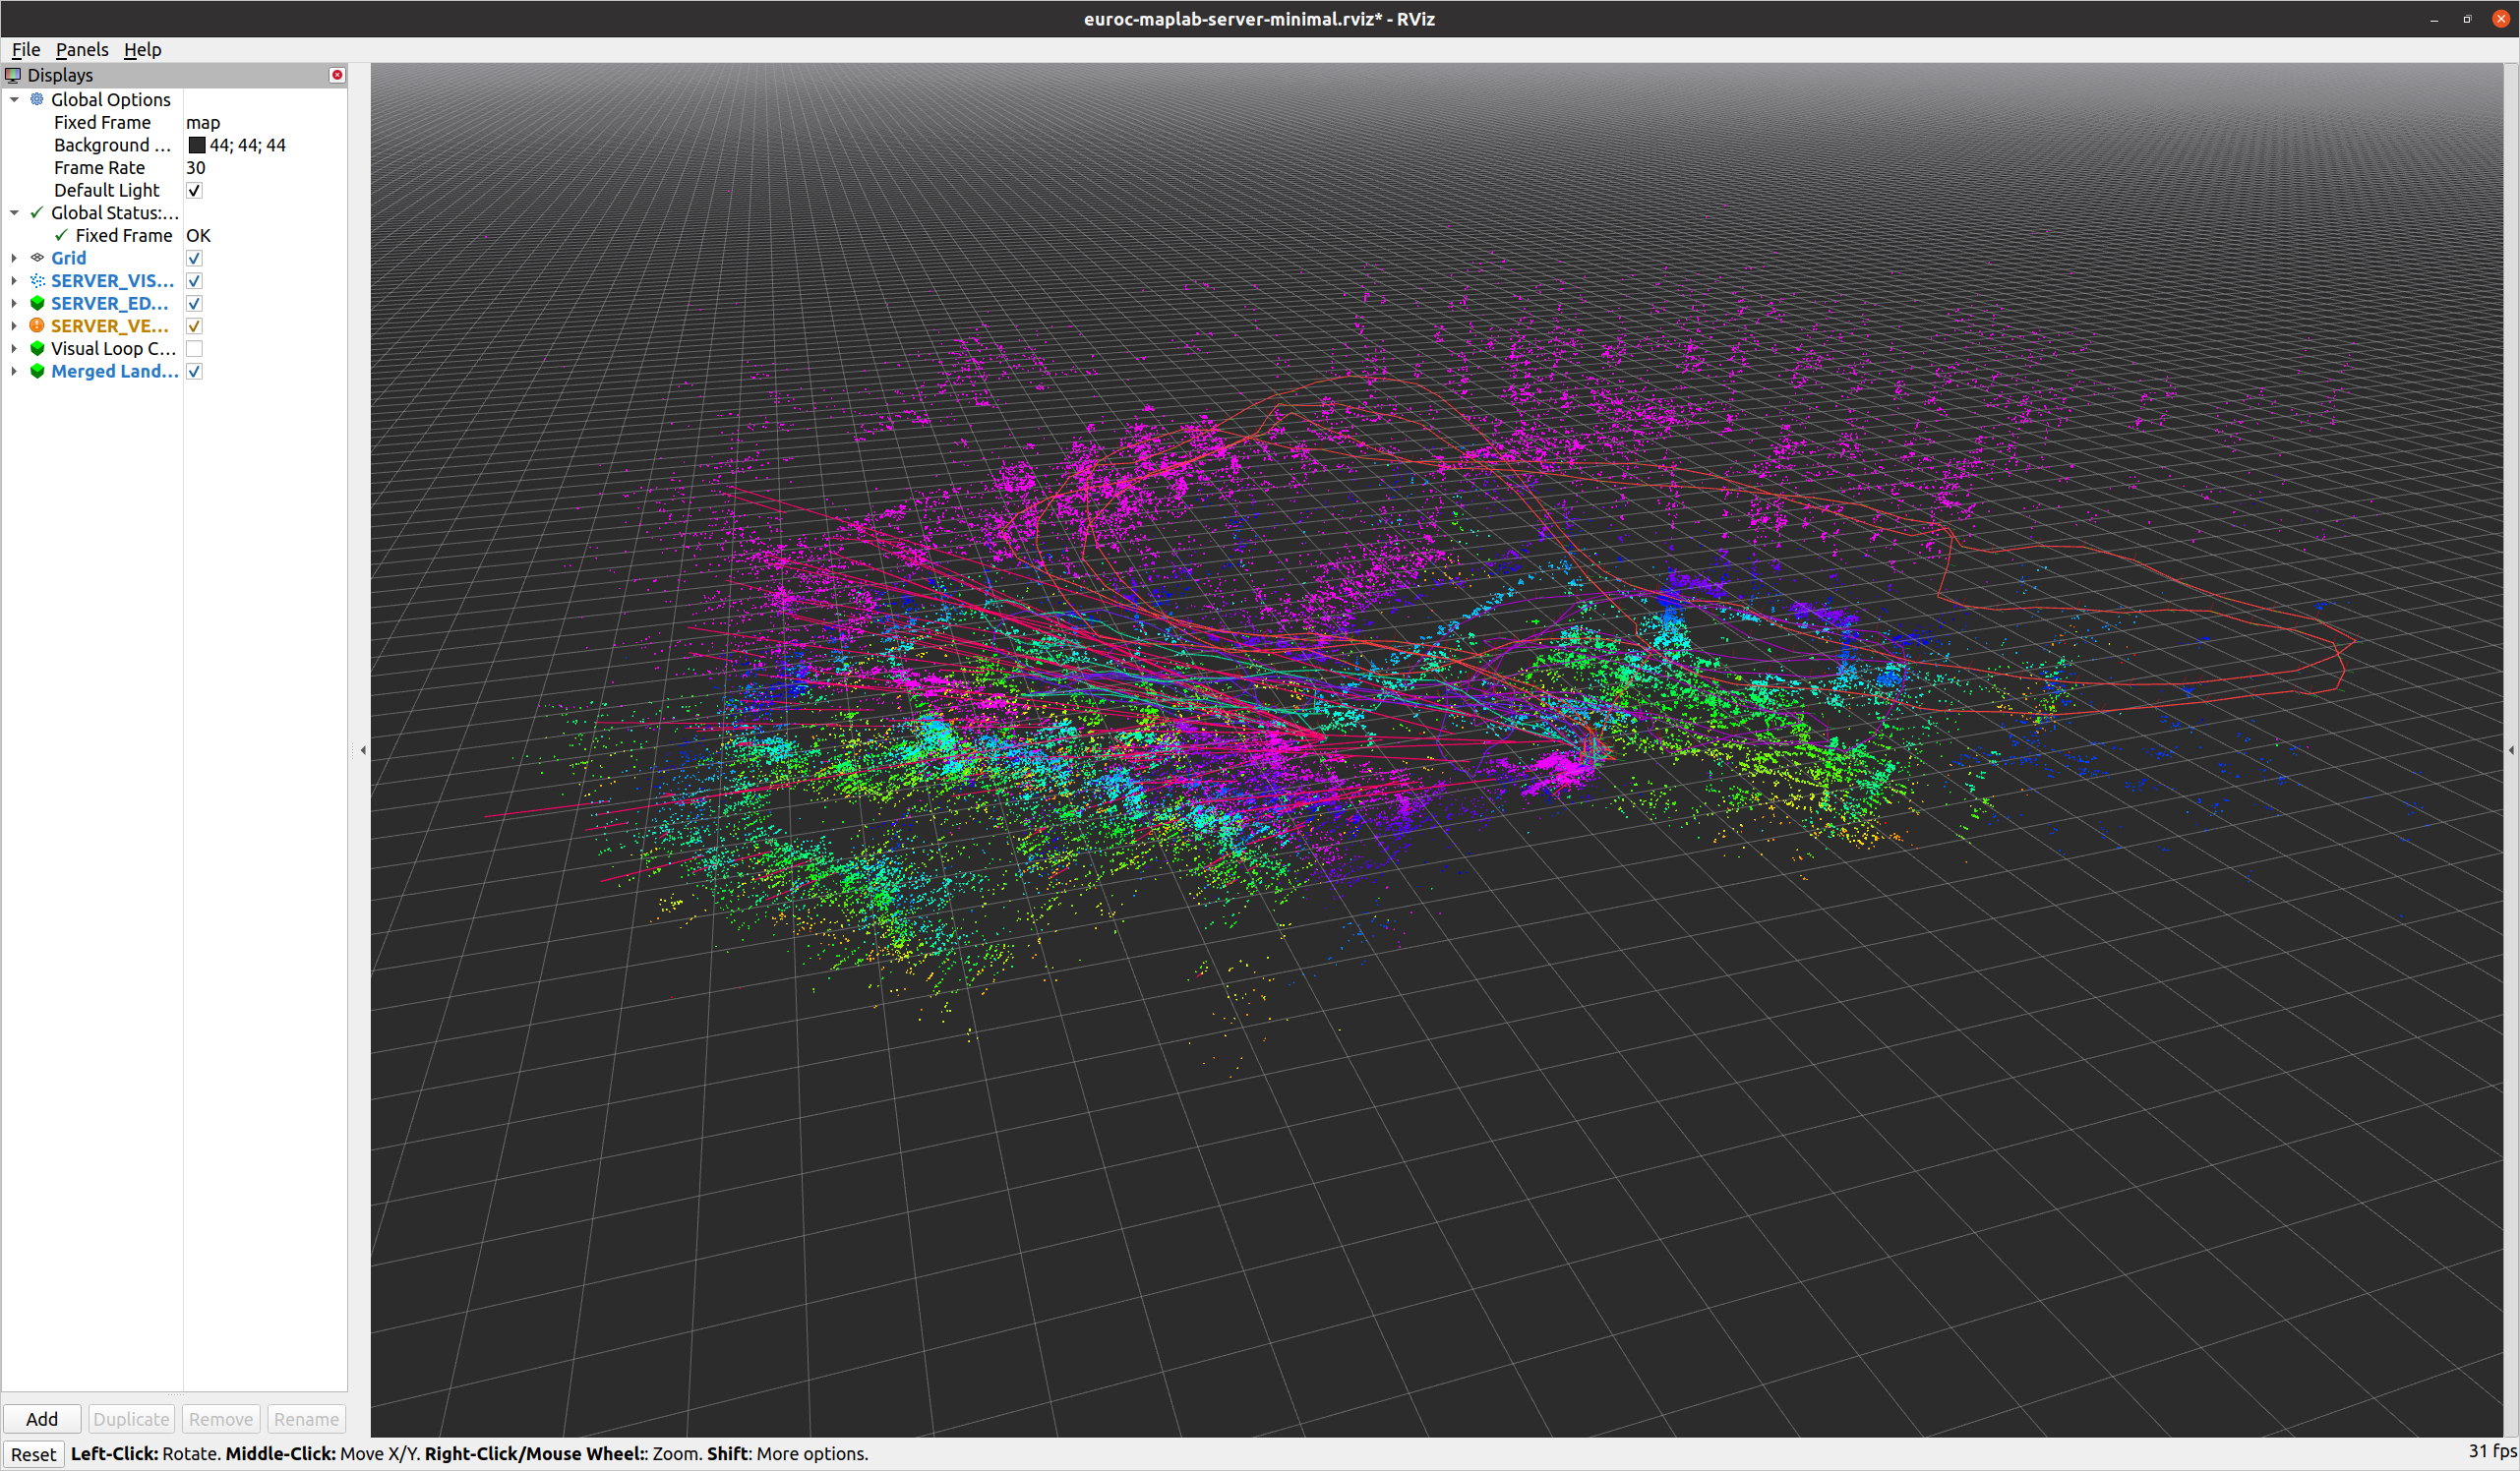 euroc-maplab-server-minimal.rviz* - RViz
File Panels Help
Displays
Global Options
Fixed Frame map
Background ... 44; 44; 44
Frame Rate 30
Default Light
Global Status:...
Fixed Frame OK
Grid
SERVER_VIS...
SERVER_ED...
SERVER_VE...
Visual Loop C...
Merged Land...
Add Duplicate Remove Rename
Reset Left-Click: Rotate. Middle-Click: Move X/Y. Right-Click/Mouse Wheel:: Zoom. Shift: More options. 31 fps